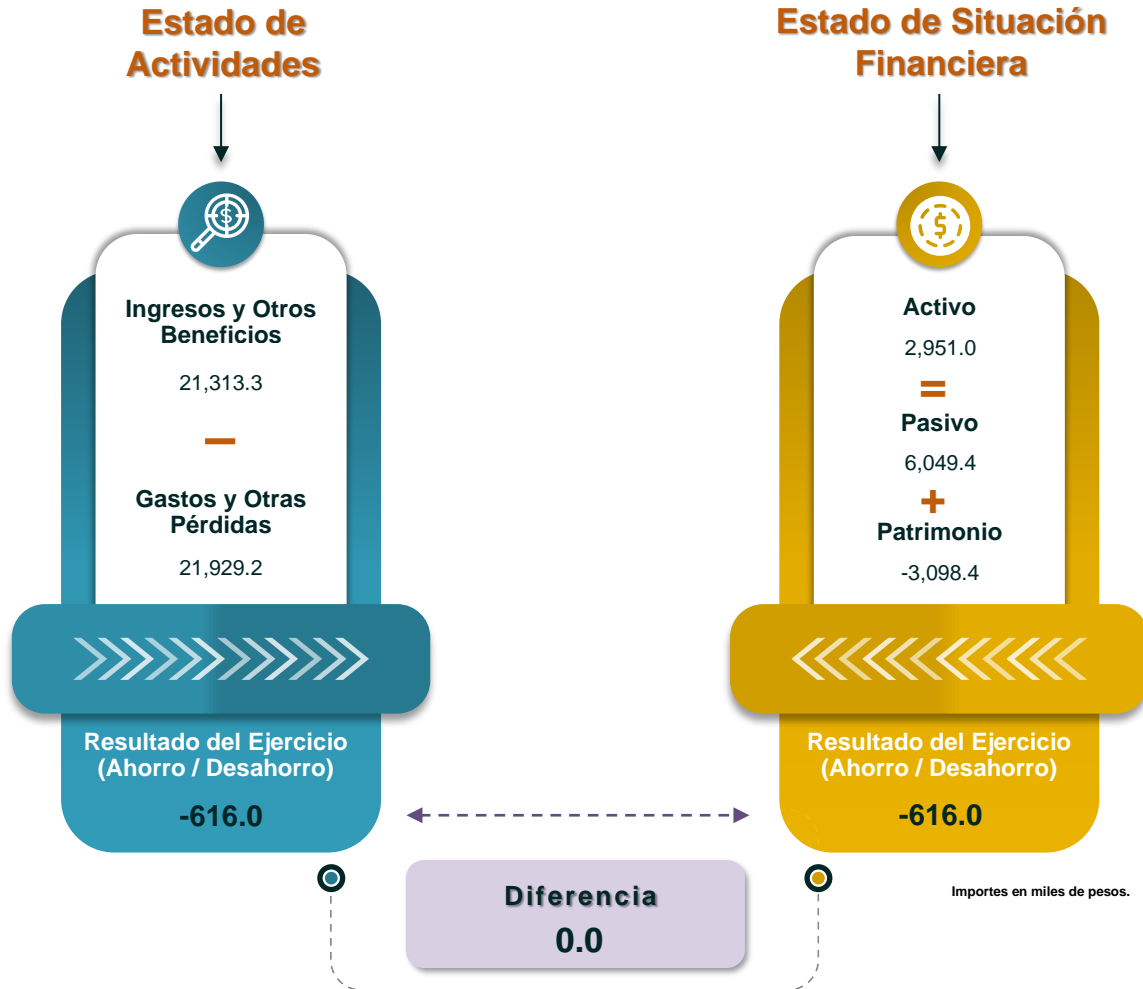 Estado de
Actividades
Ingresos y Otros
Beneficios
21,313.3
–
Gastos y Otras
Pérdidas
21,929.2
Resultado del Ejercicio
(Ahorro / Desahorro)
-616.0
Estado de Situación
Financiera
Activo
2,951.0
=
Pasivo
6,049.4
+
Patrimonio
-3,098.4
Resultado del Ejercicio
(Ahorro / Desahorro)
-616.0
Diferencia
0.0
Importes en miles de pesos.